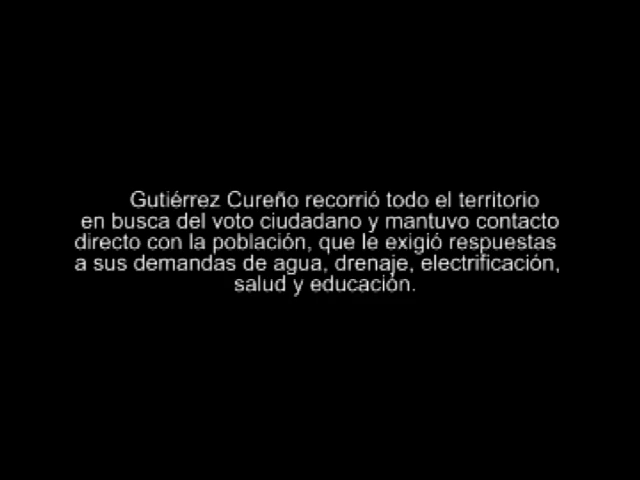 Gutiérrez Cureño recorrió todo el territorio
en busca del voto ciudadano y mantuvo contacto
directo con la población, que le exigió respuestas
a sus demandas de agua, drenaje, electrificación,
salud y educación.